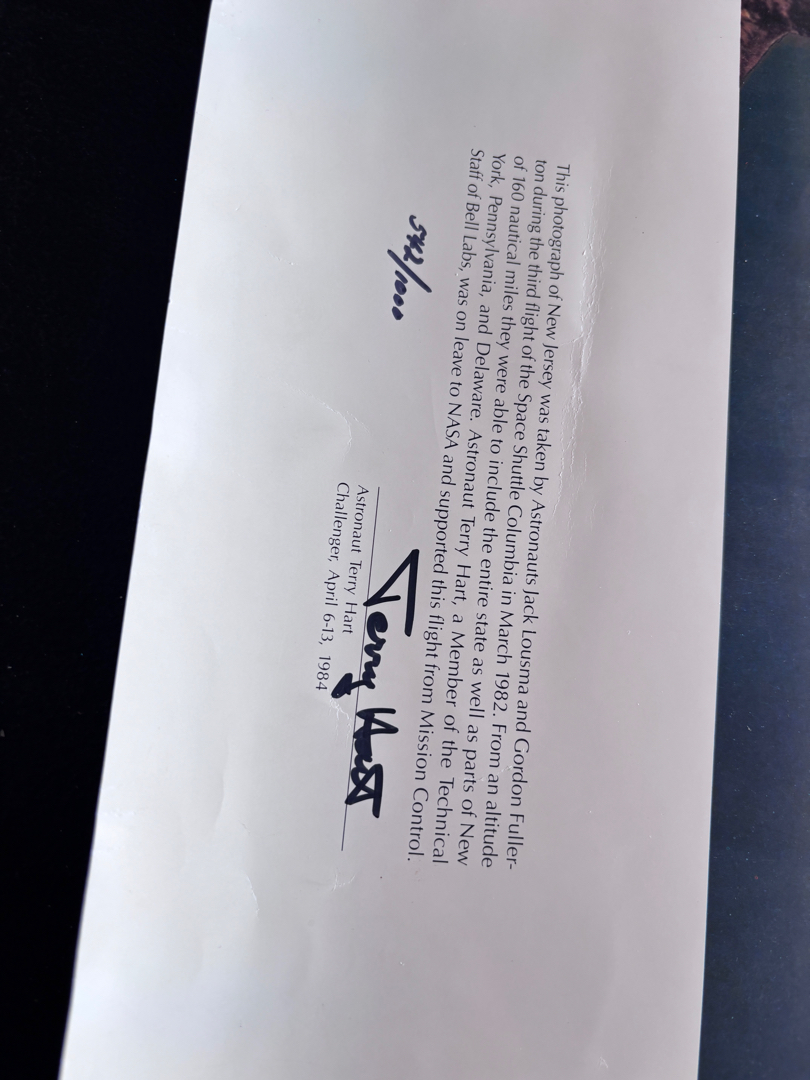 This photograph of New Jersey was taken by Astronauts Jack Lousma and Gordon Fuller-
ton during the third flight of the Space Shuttle Columbia in March 1982. From an altitude
of 160 nautical miles they were able to include the entire state as well as parts of New
York, Pennsylvania, and Delaware. Astronaut Terry Hart, a Member of the Technical
Staff of Bell Labs, was on leave to NASA and supported this flight from Mission Control.
542/1000
Terry Hart
Astronaut Terry Hart
Challenger, April 6-13, 1984